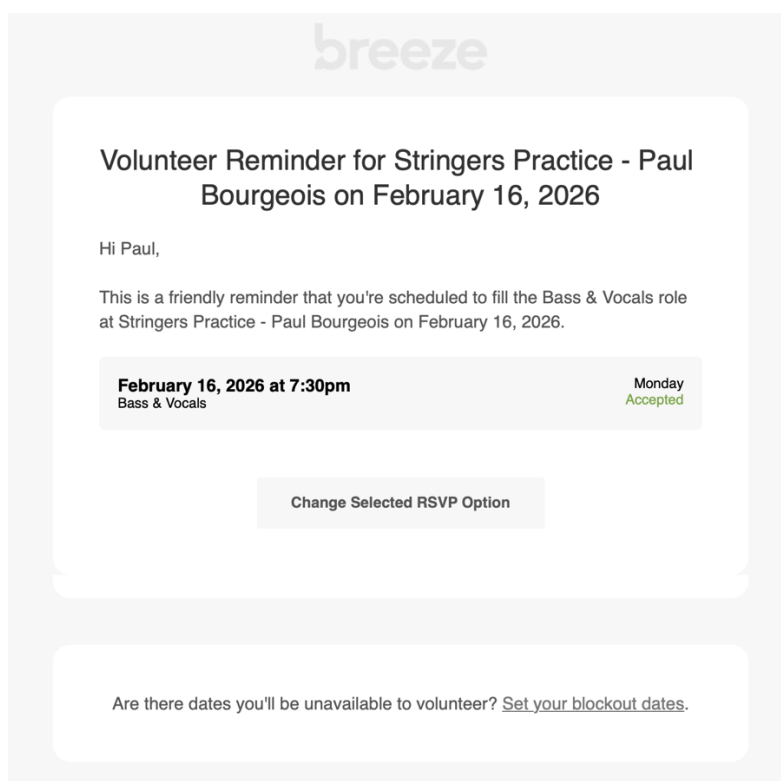 breeze
Volunteer Reminder for Stringers Practice - Paul
Bourgeois on February 16, 2026
Hi Paul,
This is a friendly reminder that you're scheduled to fill the Bass & Vocals role
at Stringers Practice - Paul Bourgeois on February 16, 2026.
February 16, 2026 at 7:30pm
Monday
Bass & Vocals
Accepted
Change Selected RSVP Option
Are there dates you'll be unavailable to volunteer? Set your blockout dates.